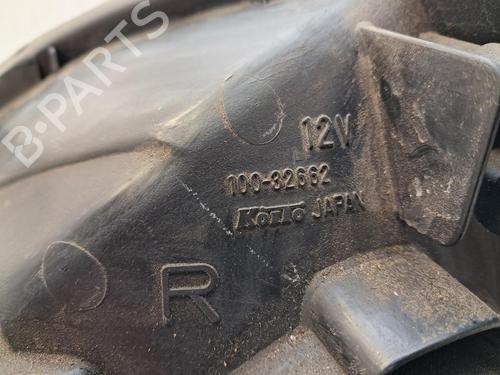 B-PARTS
12V
100-32662
KOITO JAPAN
R